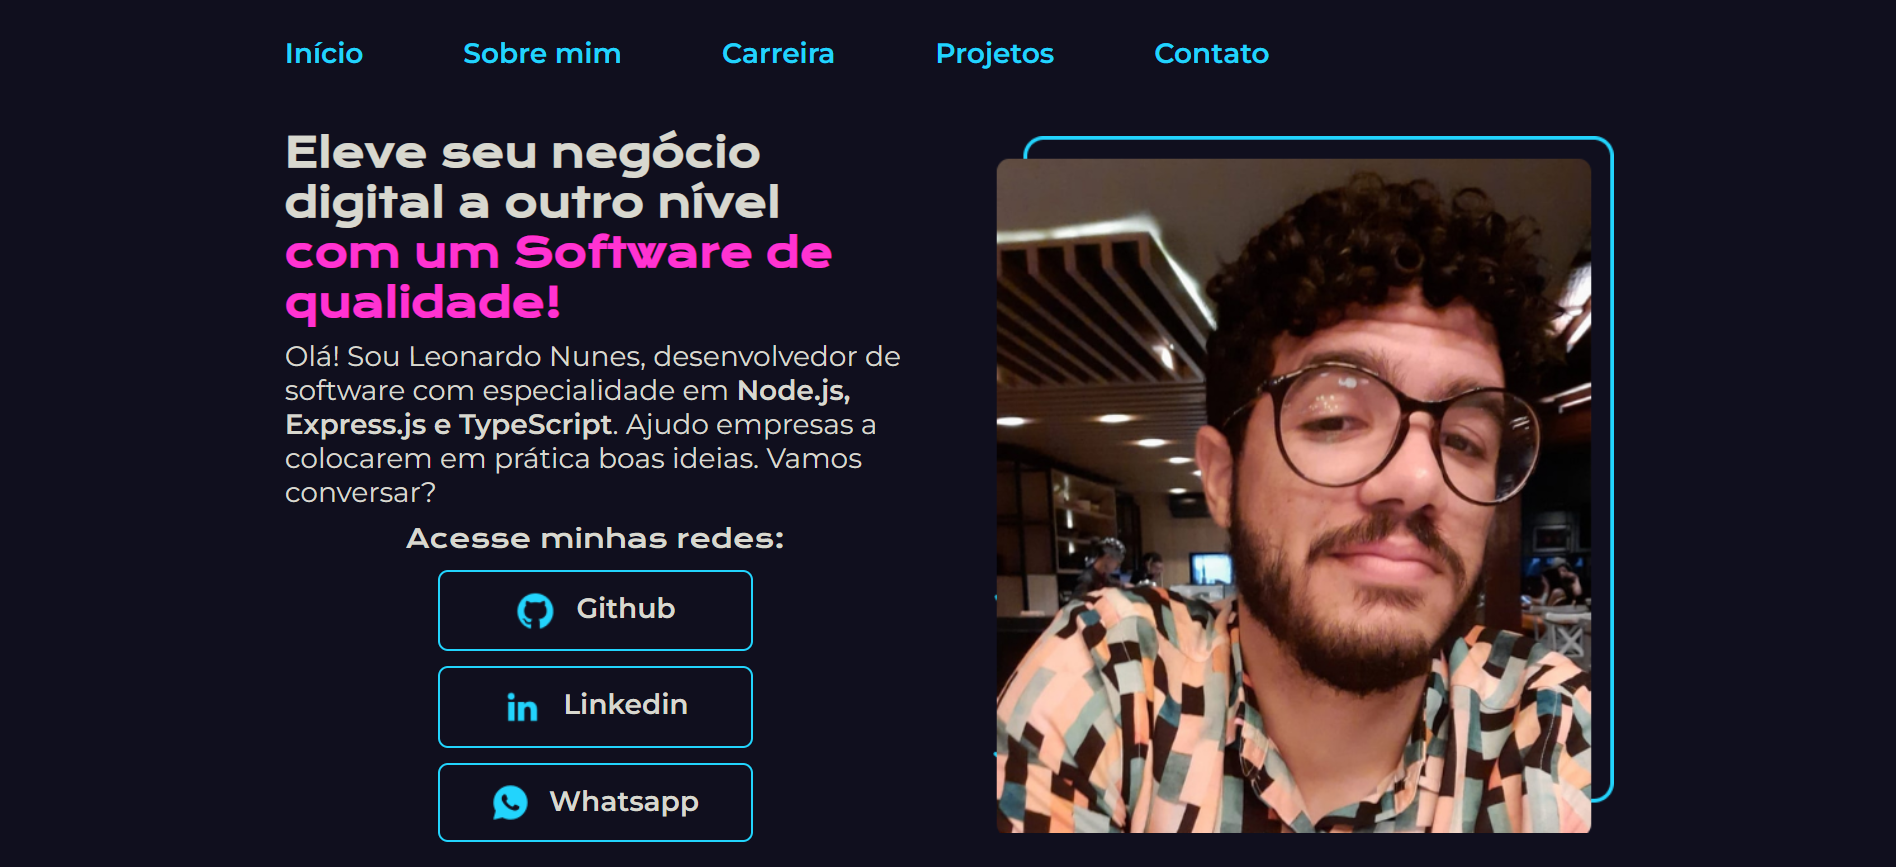 Início Sobre mim Carreira Projetos Contato
Eleve seu negócio
digital a outro nível
com um Software de
qualidade!
Olá! Sou Leonardo Nunes, desenvolvedor de
software com especialidade em Node.js,
Express.js e TypeScript. Ajudo empresas a
colocarem em prática boas ideias. Vamos
conversar?
Acesse minhas redes:
Github
in Linkedin
Whatsapp